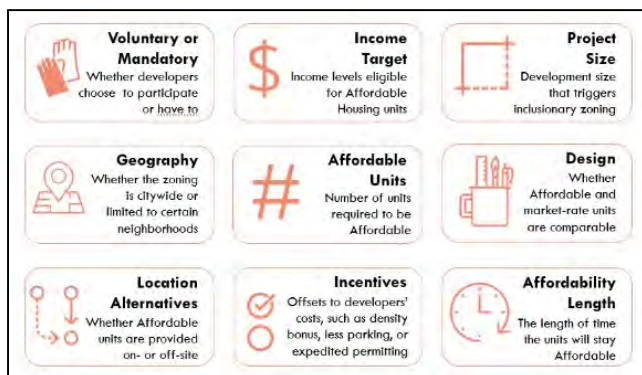 Voluntary or
Mandatory
Whether developers
choose to participate
or have to
Income
Target
Income levels eligible
for Affordable
Housing units
Project
Size
Development size
that triggers
inclusionary zoning
Geography
Whether the zoning
is citywide or
limited to certain
neighborhoods
Affordable
Units
Number of units
required to be
Affordable
Design
Whether
Affordable and
market-rate units
are comparable
Location
Alternatives
Whether Affordable
units are provided
on- or off-site
Incentives
Offsets to developers'
costs, such as density
bonus, less parking, or
expedited permitting
Affordability
Length
The length of time
the units will stay
Affordable